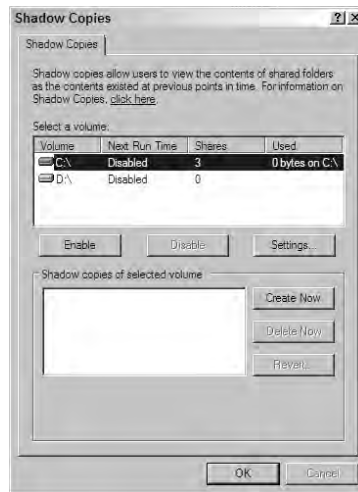 Shadow Copies
Shadow Copies
Shadow copies allow users to view the contents of shared folders
as the contents existed at previous points in time. For information on
Shadow Copies, click here.
Select a volume:
Volume Next Run Time Shares Used
C:\ Disabled 3 0 bytes on C:\
D:\ Disabled 0
Enable Disable Settings...
Shadow copies of selected volume
Create Now
Delete Now
Revert...
OK Cancel